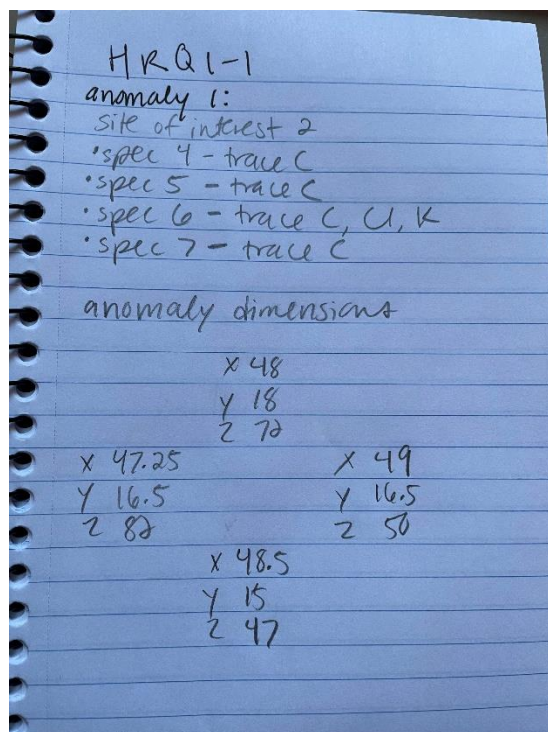 HRQ1-1
anomaly 1:
site of interest 2
•spec 4 - trace C
•spec 5 - trace C
•spec 6 - trace C, Cl, K
•spec 7 - trace C
anomaly dimensions
X 48
Y 18
Z 72
X 47.25
Y 16.5
Z 82
X 49
Y 16.5
Z 50
X 48.5
Y 15
Z 47